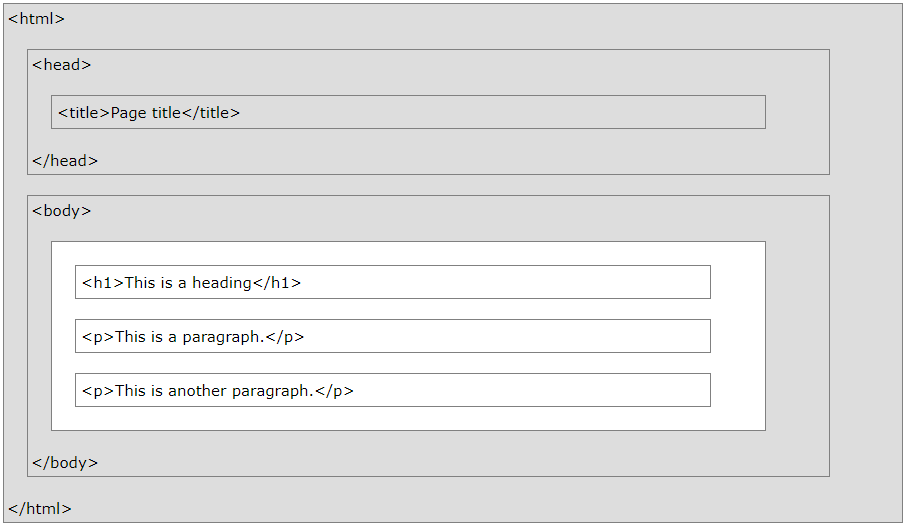 <html>
<head>
<title>Page title</title>
</head>
<body>
<h1>This is a heading</h1>
<p>This is a paragraph.</p>
<p>This is another paragraph.</p>
</body>
</html>